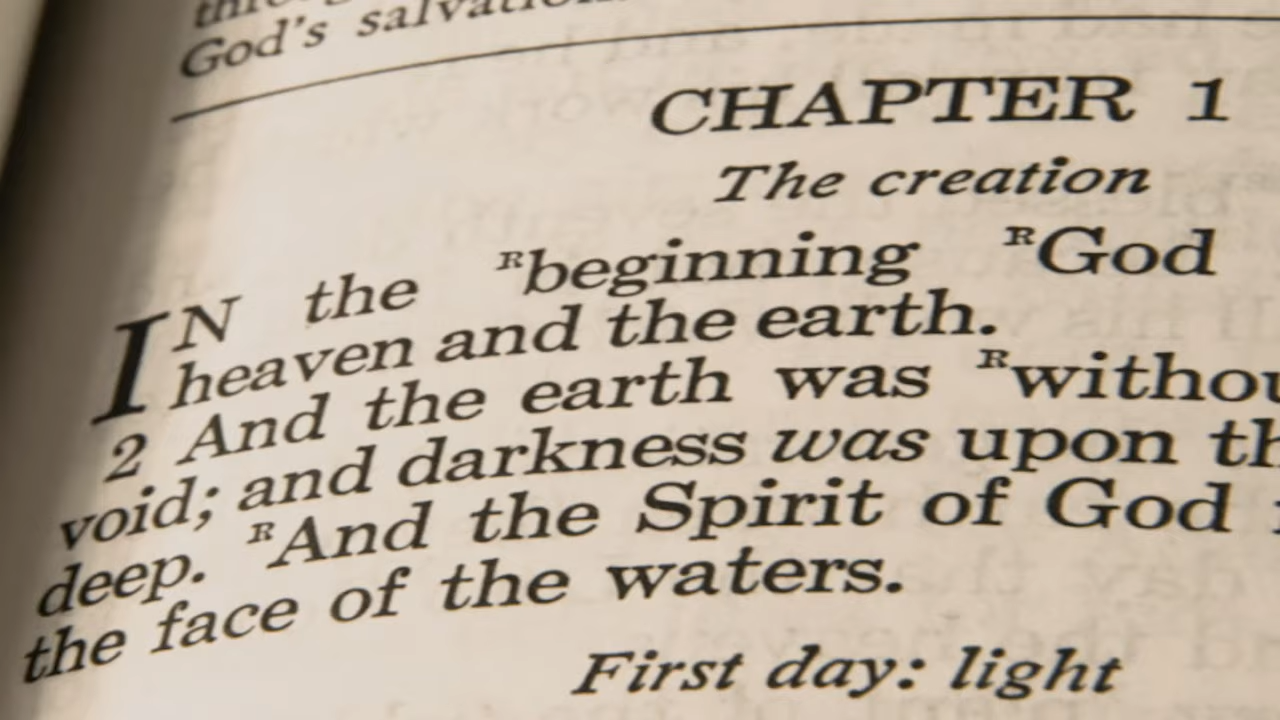 God's
CHAPTER 1
The creation
IN the ᴿbeginning ᴿGod
heaven and the earth.
2 And the earth was ᴿwithou
void; and darkness was upon th
deep. ᴿAnd the Spirit of God
the face of the waters.
First day: light